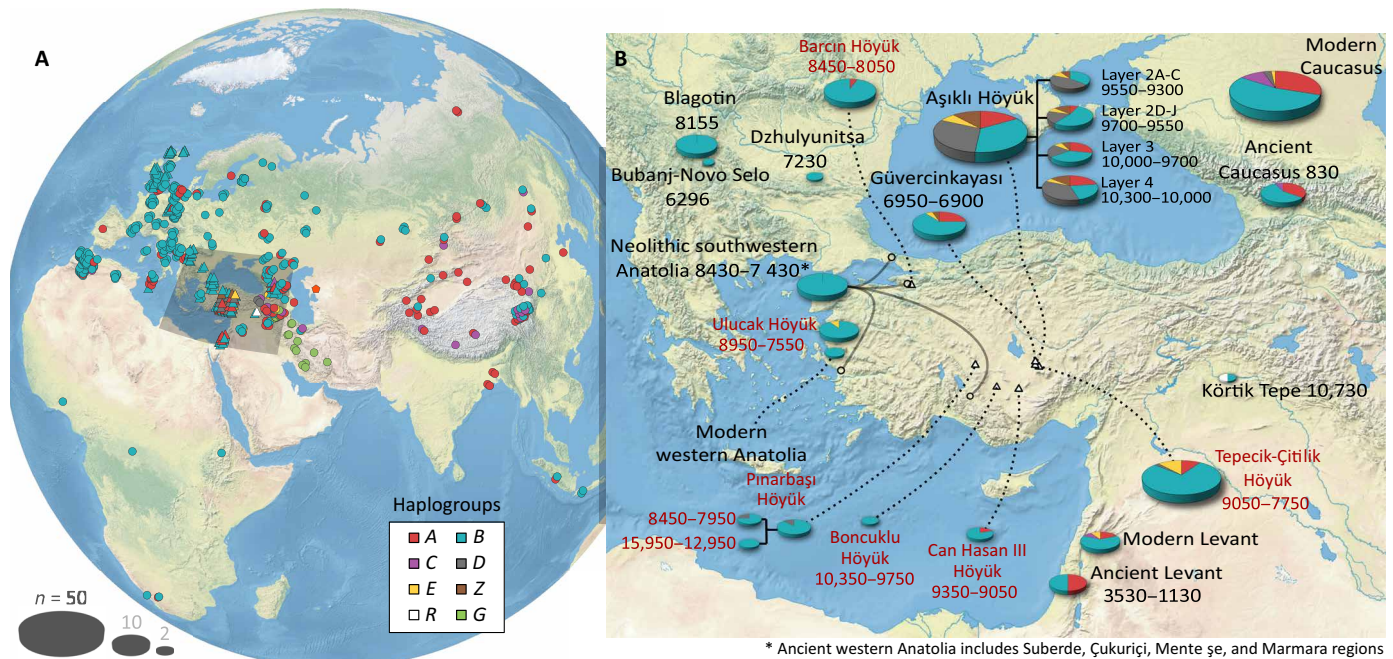 A
Haplogroups
A B
C D
E Z
R G
n = 50
10
2
B
Barcın Höyük
8450–8050
Blagotin
8155
Dzhulyunitsa
7230
Bubanj-Novo Selo
6296
Aşıklı Höyük
Layer 2A-C
9550–9300
Layer 2D-J
9700–9550
Layer 3
10,000–9700
Layer 4
10,300–10,000
Modern
Caucasus
Ancient
Caucasus 830
Güvercinkayası
6950–6900
Neolithic southwestern
Anatolia 8430–7 430*
Ulucak Höyük
8950–7550
Modern
western Anatolia
Pınarbaşı
Höyük
8450–7950
15,950–12,950
Boncuklu
Höyük
10,350–9750
Can Hasan III
Höyük
9350–9050
Körtik Tepe 10,730
Tepecik-Çitilik
Höyük
9050–7750
Modern Levant
Ancient Levant
3530–1130
* Ancient western Anatolia includes Suberde, Çukuriçi, Mente şe, and Marmara regions